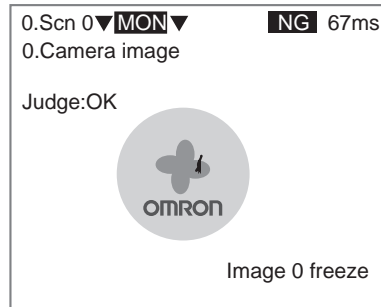 0.Scn 0▼MON▼ NG 67ms
0.Camera image
Judge:OK
OMRON
Image 0 freeze